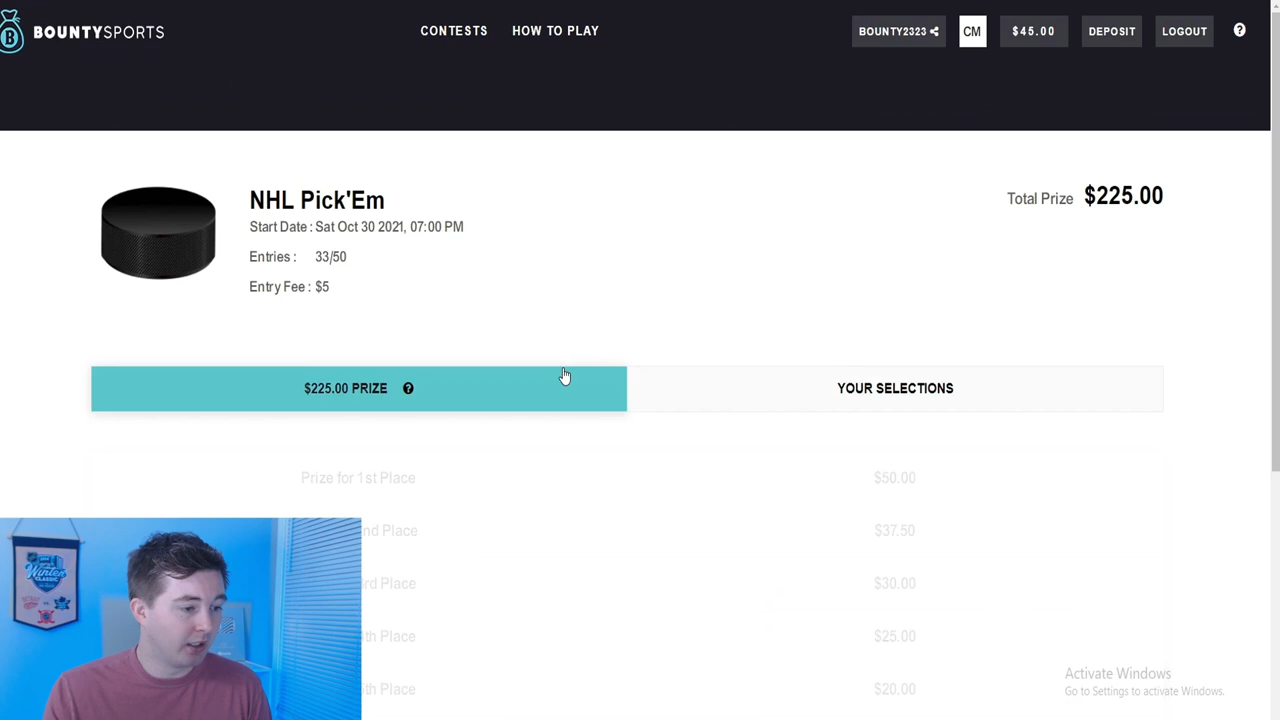 BOUNTYSPORTS
CONTESTS
HOW TO PLAY
BOUNTY2323
CM
$45.00
DEPOSIT
LOGOUT
?
NHL Pick'Em
Start Date : Sat Oct 30 2021, 07:00 PM
Entries : 33/50
Entry Fee : $5
Total Prize $225.00
$225.00 PRIZE ?
YOUR SELECTIONS
Prize for 1st Place $50.00
nd Place $37.50
rd Place $30.00
th Place $25.00
th Place $20.00
Winter
Classic
Activate Windows
Go to Settings to activate Windows.